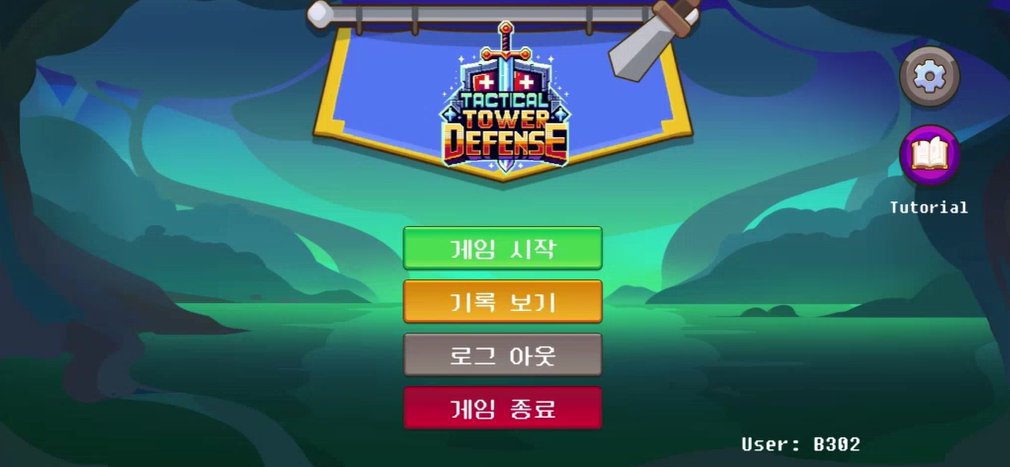 TACTICAL
TOWER
DEFENSE
Tutorial
게임 시작
기록 보기
로그 아웃
게임 종료
User: B302